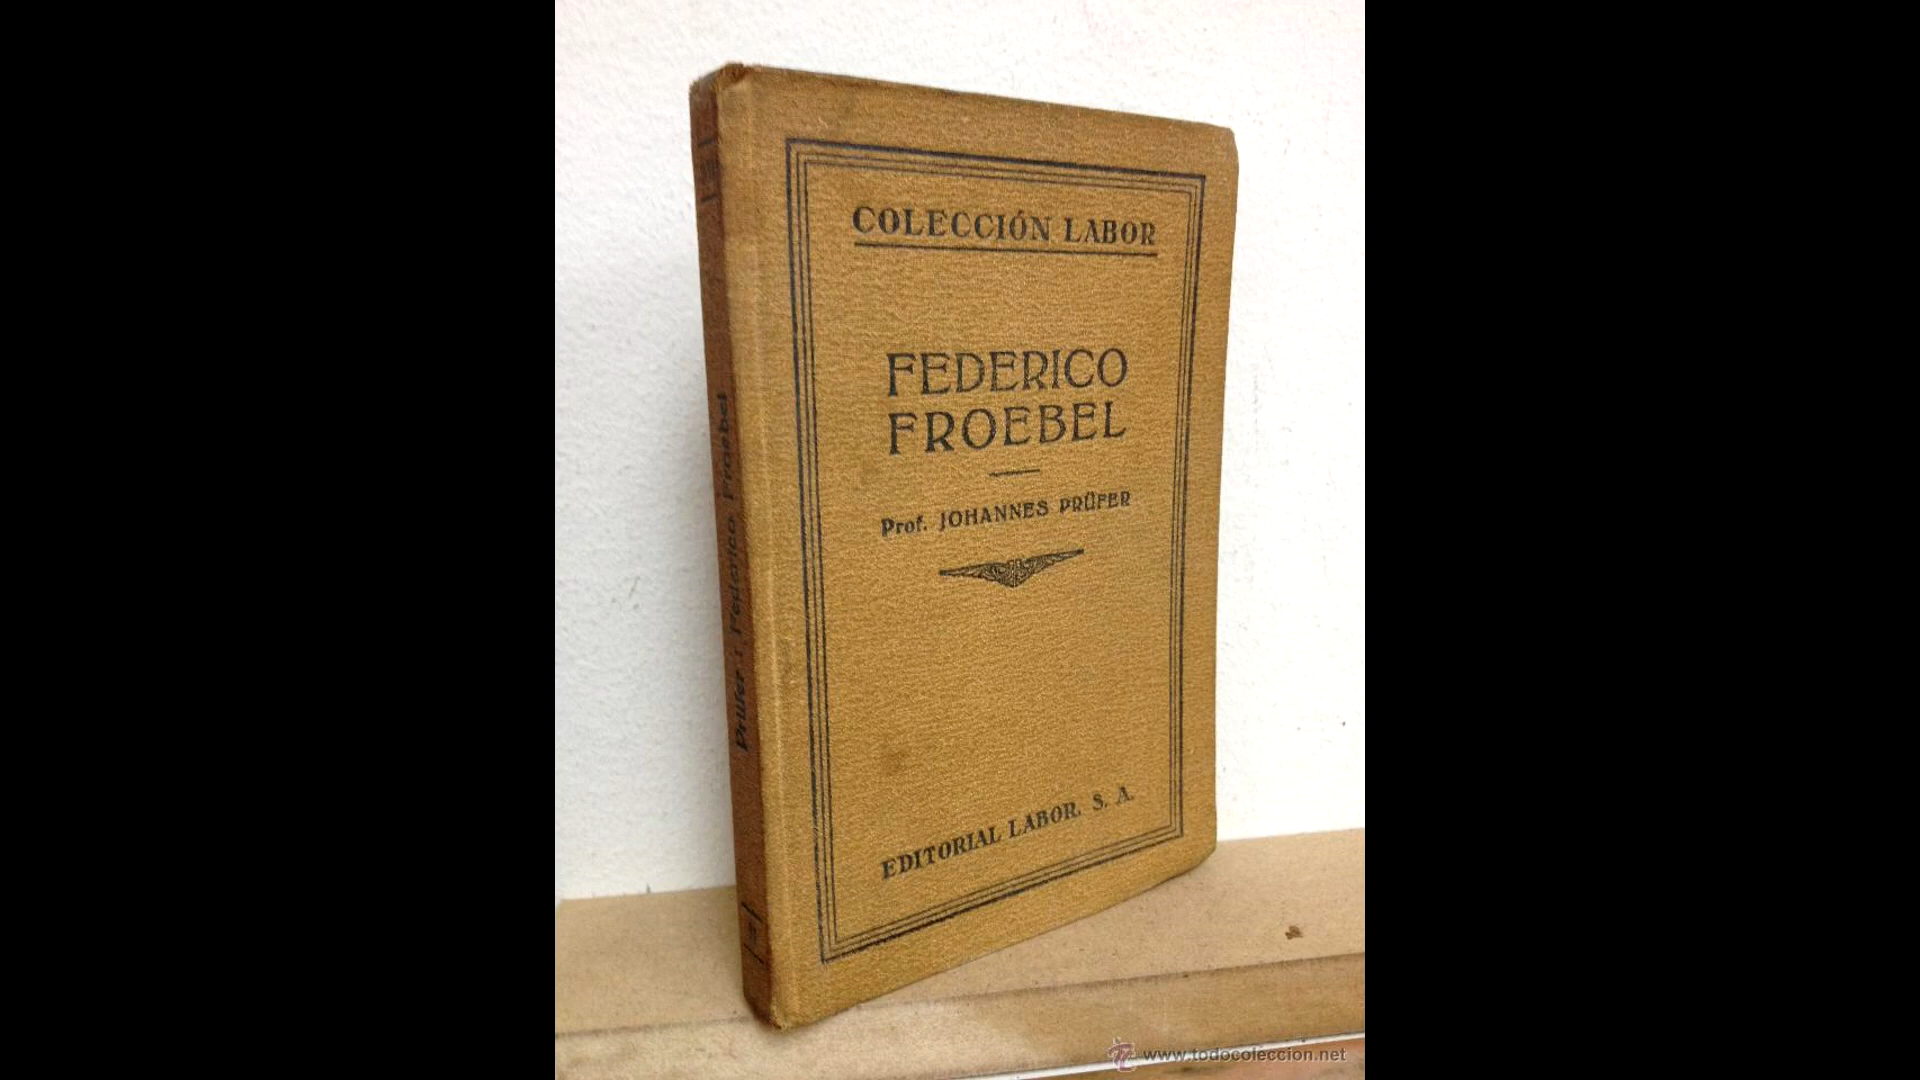 COLECCIÓN LABOR
FEDERICO
FROEBEL
Prof. JOHANNES PRÜFER
EDITORIAL LABOR, S. A.
Prüfer : Federico Froebel
www.todocoleccion.net